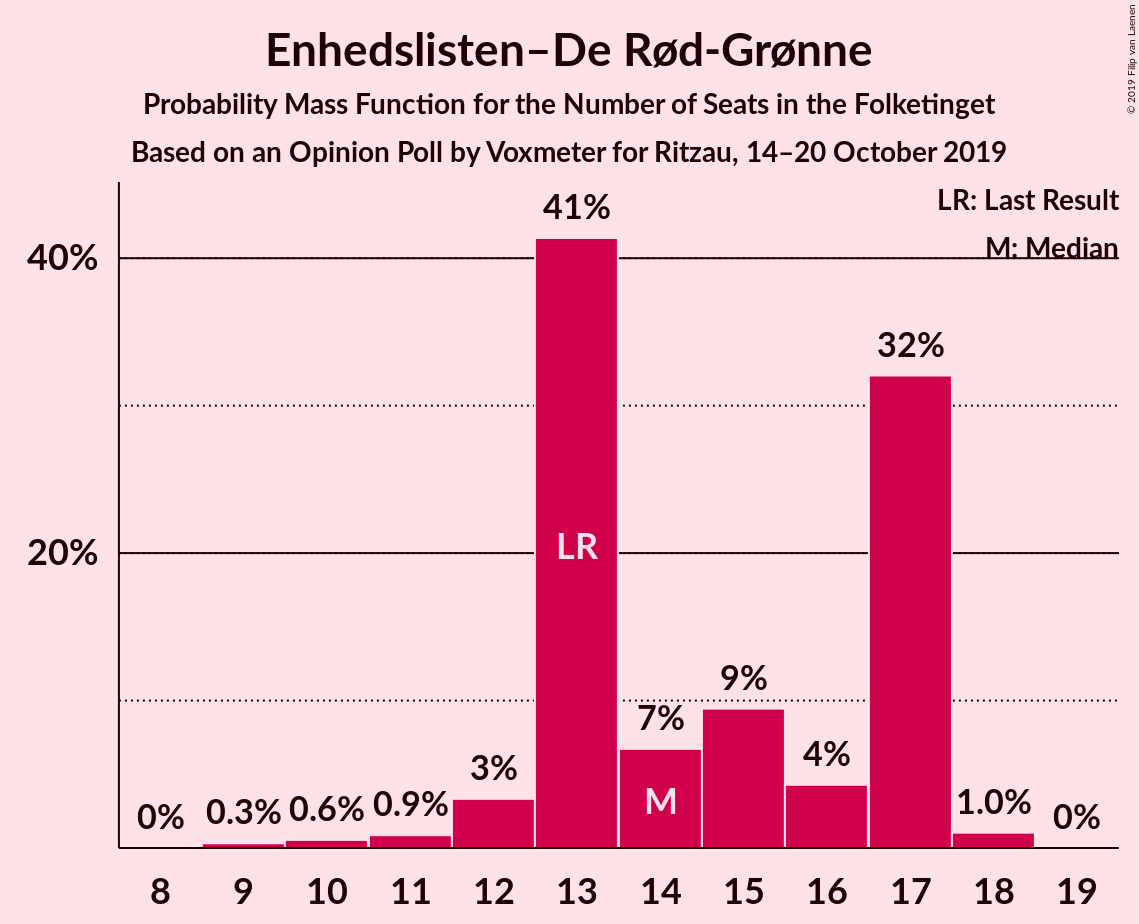 Enhedslisten–De Rød-Grønne
Probability Mass Function for the Number of Seats in the Folketinget
Based on an Opinion Poll by Voxmeter for Ritzau, 14–20 October 2019
© 2019 Filip van Laenen
LR: Last Result
M: Median
40%
20%
0%
0.3%
0.6%
0.9%
3%
41%
7%
9%
4%
32%
1.0%
0%
LR
M
8 9 10 11 12 13 14 15 16 17 18 19